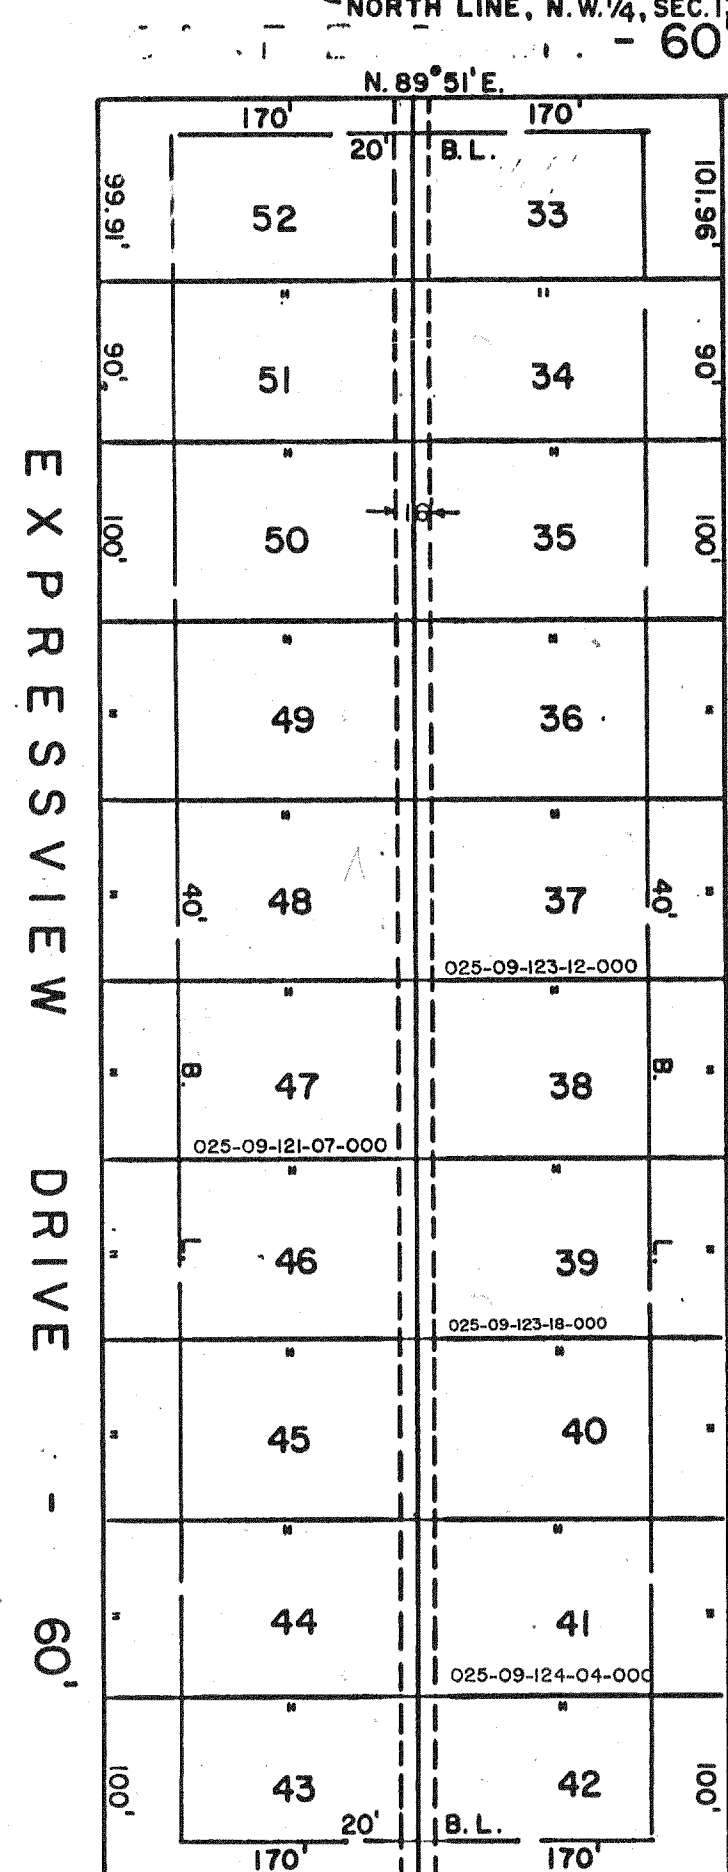 NORTH LINE, N.W.1/4, SEC.
- 60'
N. 89°51'E.
170' 170'
20' B.L.
99.91' 52 33 101.96'
" "
90' 51 34 90'
" "
16
100' 50 35 100'
" "
" 49 36 "
" "
" 40' 48 37 40' "
025-09-123-12-000
" "
" B. 47 38 B. "
025-09-121-07-000
" "
" L. 46 39 L. "
025-09-123-18-000
" "
" 45 40 "
" "
" 44 41 "
025-09-124-04-000
" "
100' 43 42 100'
20' B.L.
170' 170'
EXPRESSVIEW DRIVE - 60'